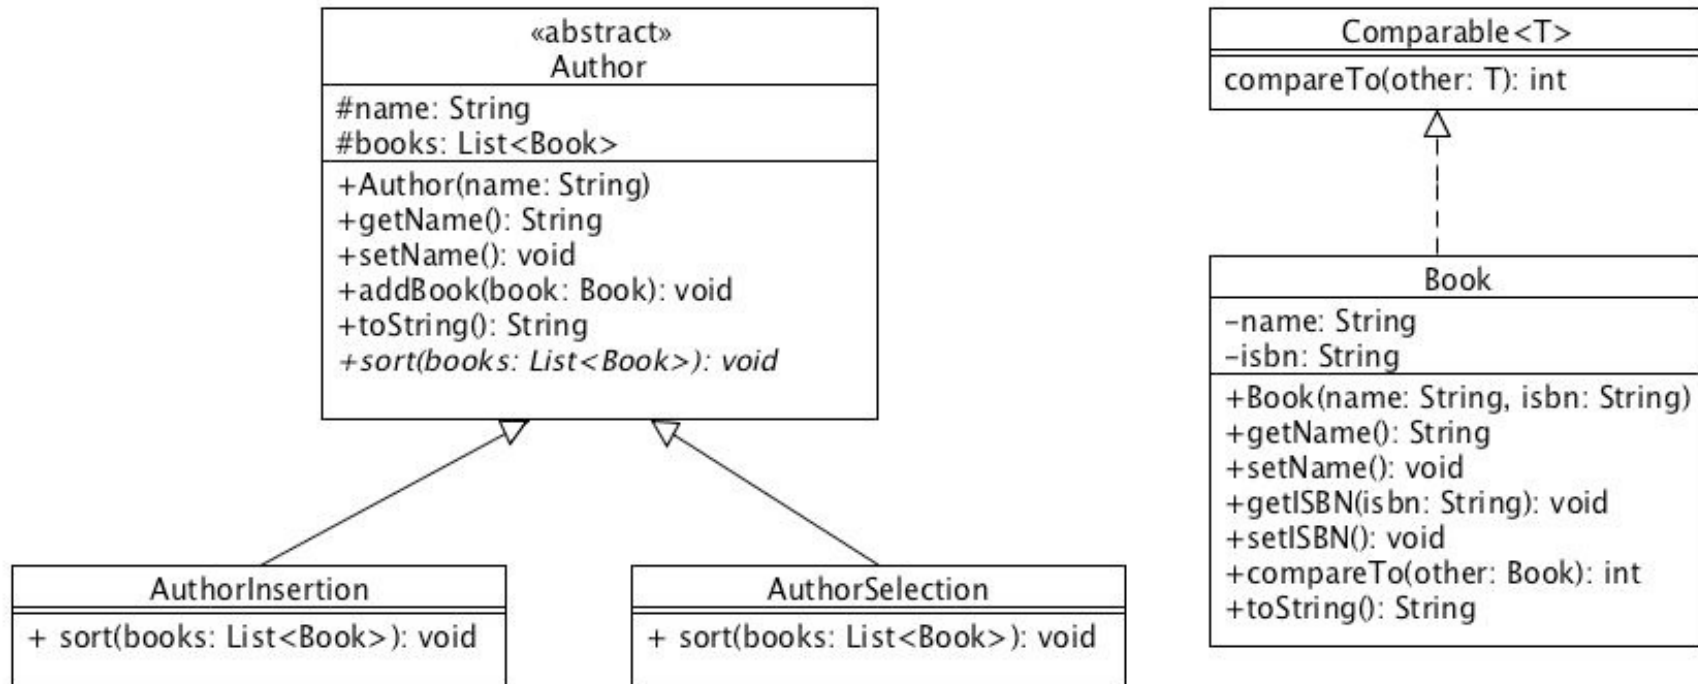 «abstract»
Author
#name: String
#books: List<Book>
+Author(name: String)
+getName(): String
+setName(): void
+addBook(book: Book): void
+toString(): String
+sort(books: List<Book>): void
AuthorInsertion
+ sort(books: List<Book>): void
AuthorSelection
+ sort(books: List<Book>): void
Comparable<T>
compareTo(other: T): int
Book
-name: String
-isbn: String
+Book(name: String, isbn: String)
+getName(): String
+setName(): void
+getISBN(isbn: String): void
+setISBN(): void
+compareTo(other: Book): int
+toString(): String